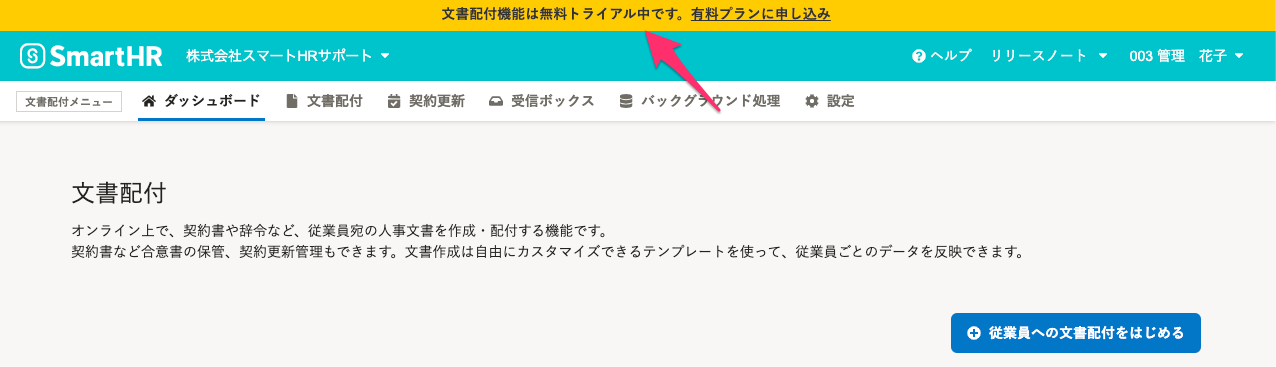 文書配付機能は無料トライアル中です。有料プランに申し込み
SmartHR 株式会社スマートHRサポート ヘルプ リリースノート 003 管理 花子
文書配付メニュー ダッシュボード 文書配付 契約更新 受信ボックス バックグラウンド処理 設定
文書配付
オンライン上で、契約書や辞令など、従業員宛の人事文書を作成・配付する機能です。
契約書など合意書の保管、契約更新管理もできます。文書作成は自由にカスタマイズできるテンプレートを使って、従業員ごとのデータを反映できます。
従業員への文書配付をはじめる